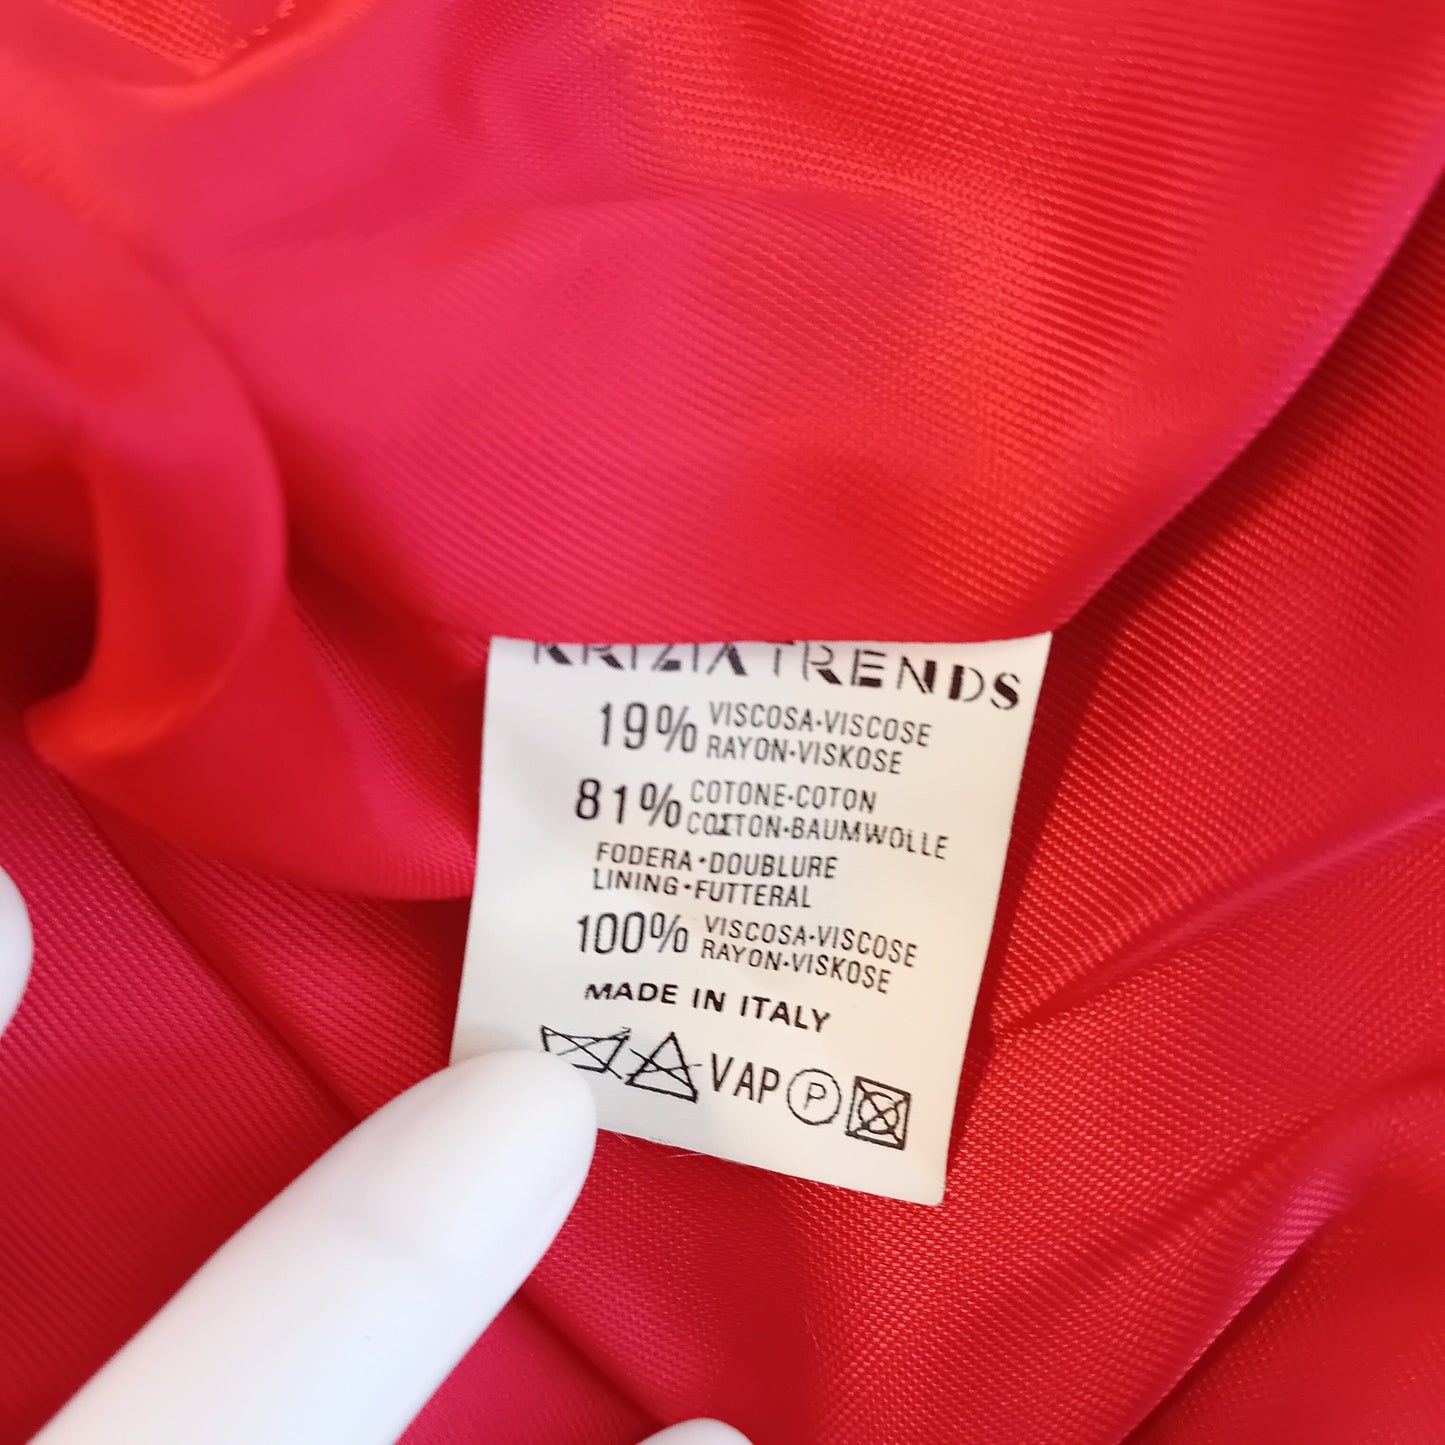 KRIZIA TRENDS
19% VISCOSA·VISCOSE
RAYON·VISKOSE
81% COTONE·COTON
COTTON·BAUMWOLLE
FODERA·DOUBLURE
LINING·FUTTERAL
100% VISCOSA·VISCOSE
RAYON·VISKOSE
MADE IN ITALY
VAP P